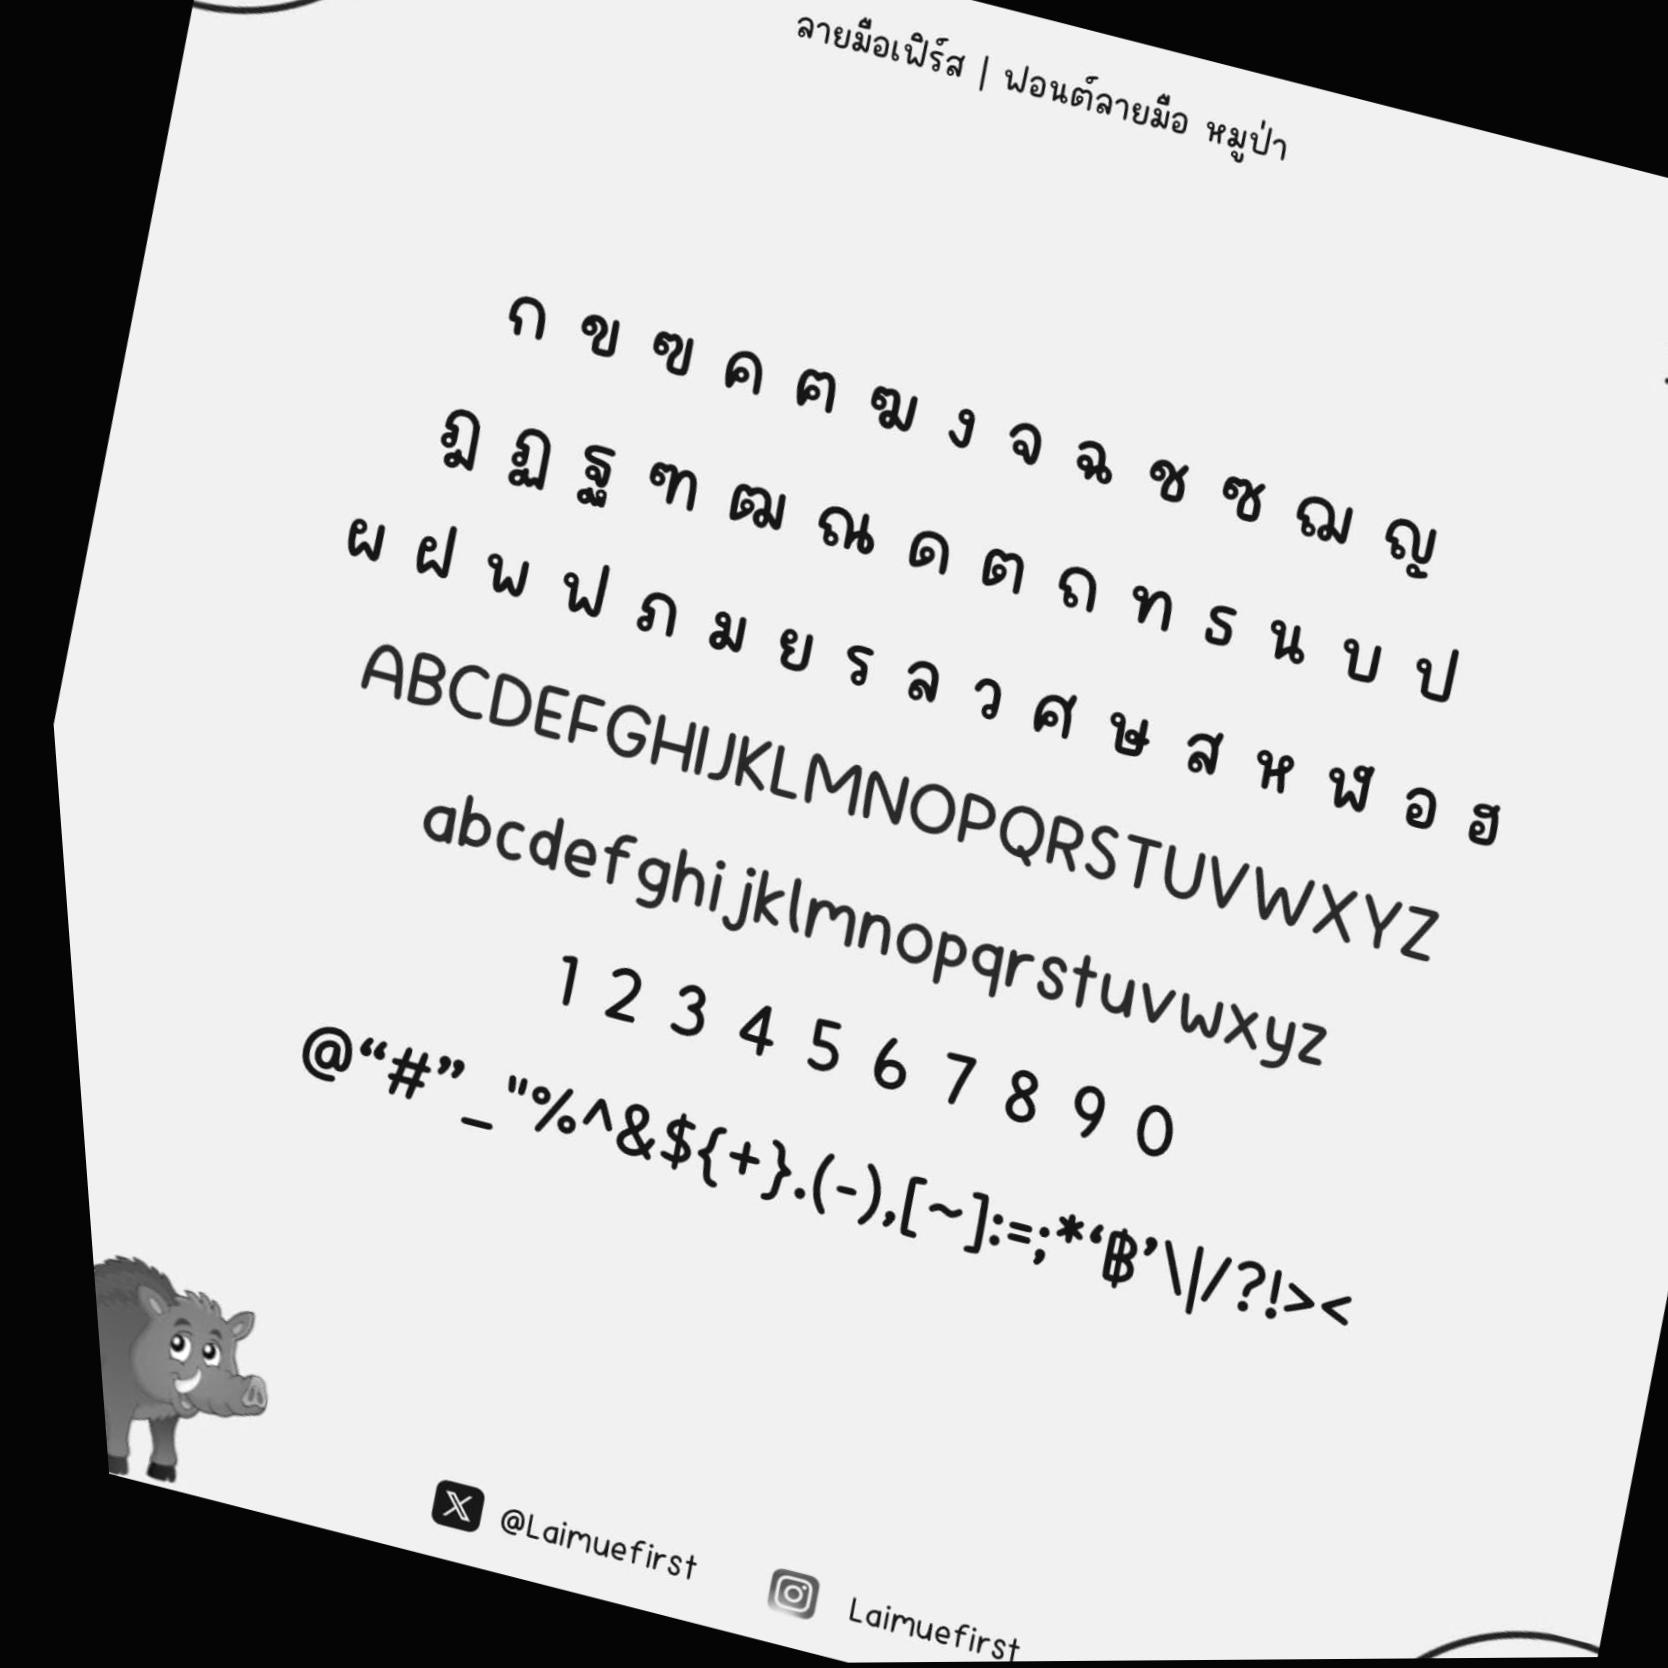 ลายมือเฟิร์ส | ฟอนต์ลายมือ หมูป่า
ก ข ฃ ค ฅ ฆ ง จ ฉ ช ซ ฌ ญ
ฎ ฏ ฐ ฑ ฒ ณ ด ต ถ ท ธ น บ ป
ผ ฝ พ ฟ ภ ม ย ร ล ว ศ ษ ส ห ฬ อ ฮ
ABCDEFGHIJKLMNOPQRSTUVWXYZ
abcdefghijklmnopqrstuvwxyz
1 2 3 4 5 6 7 8 9 0
@“#”_"%^&${+}.(-),[~]:=;*‘฿’\|/?!><
@Laimuefirst
Laimuefirst